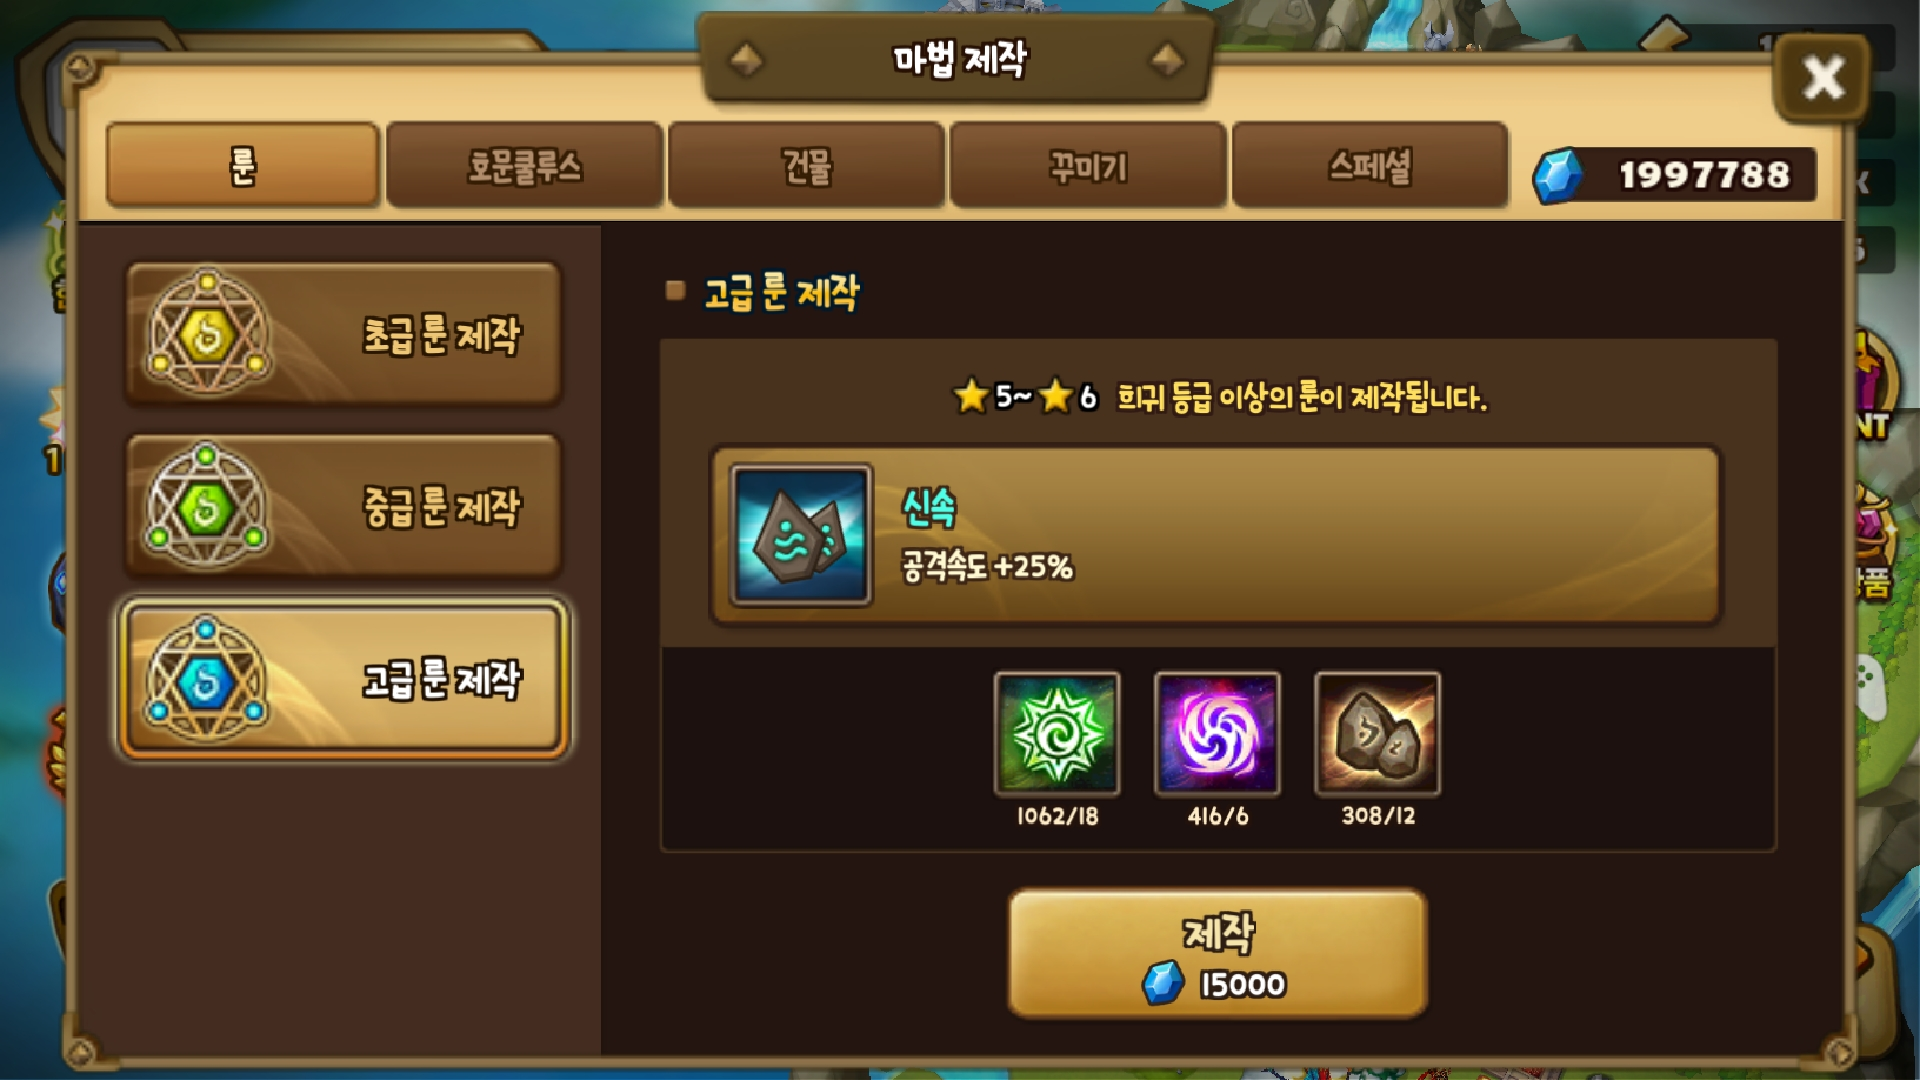 마법 제작
룬
호문쿨루스
건물
꾸미기
스페셜
1997788
초급 룬 제작
중급 룬 제작
고급 룬 제작
고급 룬 제작
5~ 6 희귀 등급 이상의 룬이 제작됩니다.
신속
공격속도 +25%
1062/18
416/6
308/12
제작
15000